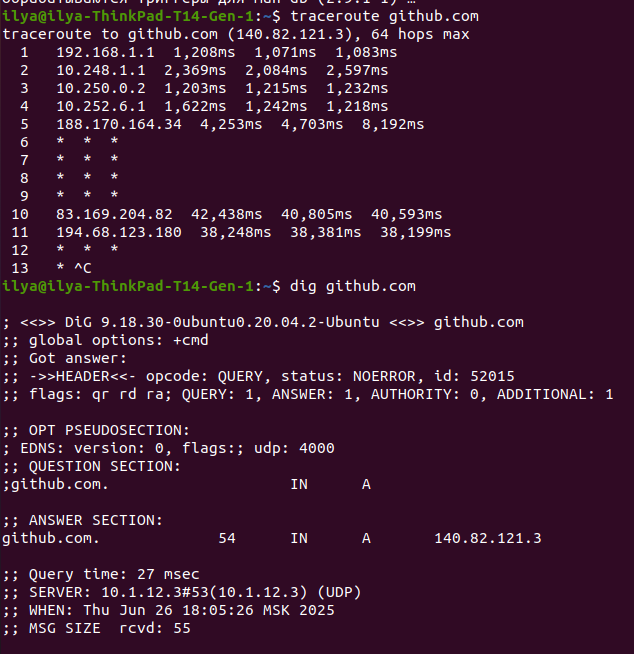 Обрабатываются триггеры для man-db (2.9.1-1) …
ilya@ilya-ThinkPad-T14-Gen-1:~$ traceroute github.com
traceroute to github.com (140.82.121.3), 64 hops max
  1   192.168.1.1  1,208ms  1,071ms  1,083ms
  2   10.248.1.1  2,369ms  2,084ms  2,597ms
  3   10.250.0.2  1,203ms  1,215ms  1,232ms
  4   10.252.6.1  1,622ms  1,242ms  1,218ms
  5   188.170.164.34  4,253ms  4,703ms  8,192ms
  6   *  *  *
  7   *  *  *
  8   *  *  *
  9   *  *  *
 10   83.169.204.82  42,438ms  40,805ms  40,593ms
 11   194.68.123.180  38,248ms  38,381ms  38,199ms
 12   *  *  *
 13   * ^C
ilya@ilya-ThinkPad-T14-Gen-1:~$ dig github.com

; <<>> DiG 9.18.30-0ubuntu0.20.04.2-Ubuntu <<>> github.com
;; global options: +cmd
;; Got answer:
;; ->>HEADER<<- opcode: QUERY, status: NOERROR, id: 52015
;; flags: qr rd ra; QUERY: 1, ANSWER: 1, AUTHORITY: 0, ADDITIONAL: 1

;; OPT PSEUDOSECTION:
; EDNS: version: 0, flags:; udp: 4000
;; QUESTION SECTION:
;github.com.			IN	A

;; ANSWER SECTION:
github.com.		54	IN	A	140.82.121.3

;; Query time: 27 msec
;; SERVER: 10.1.12.3#53(10.1.12.3) (UDP)
;; WHEN: Thu Jun 26 18:05:26 MSK 2025
;; MSG SIZE  rcvd: 55